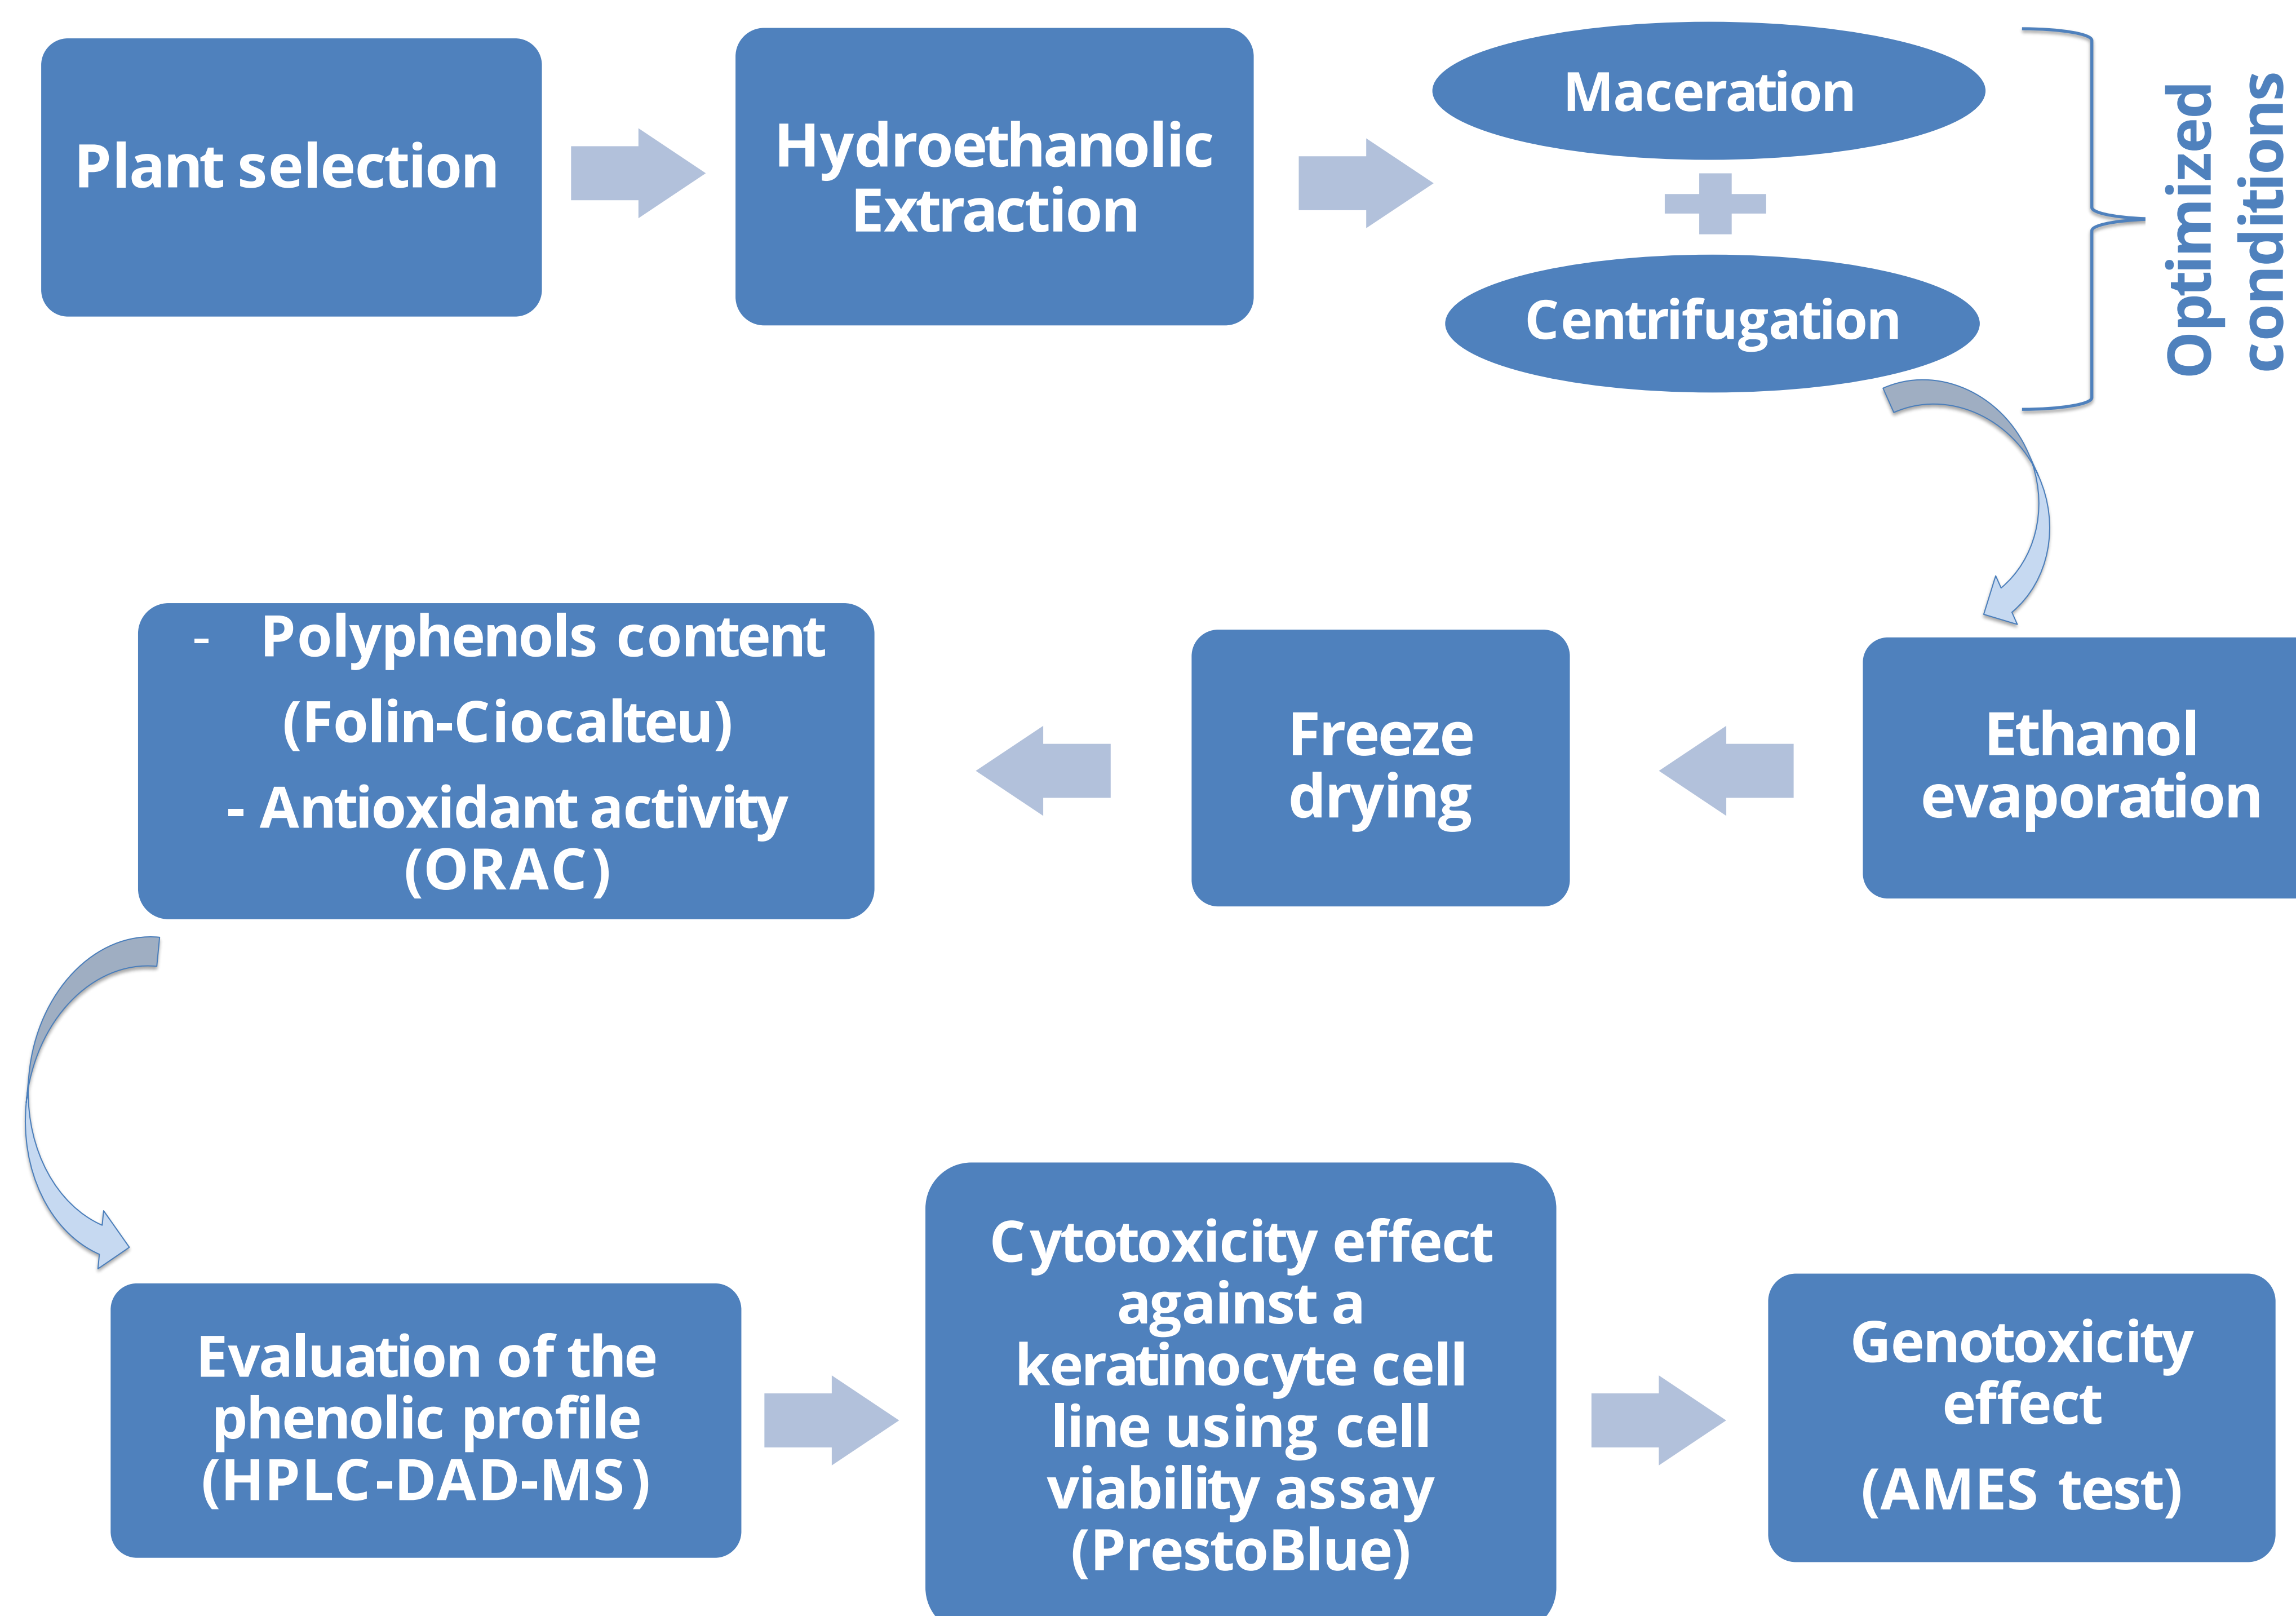 Plant selection
Hydroethanolic
Extraction
Maceration
Centrifugation
Optimized
conditions
Ethanol
evaporation
Freeze
drying
- Polyphenols content
(Folin-Ciocalteu)
- Antioxidant activity
(ORAC)
Evaluation of the
phenolic profile
(HPLC-DAD-MS)
Cytotoxicity effect
against a
keratinocyte cell
line using cell
viability assay
(PrestoBlue)
Genotoxicity
effect
(AMES test)